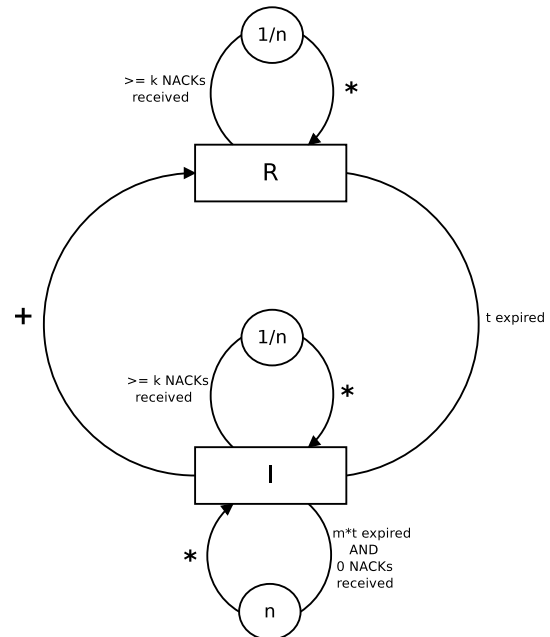 1/n
>= k NACKs
received
*
R
+
t expired
1/n
>= k NACKs
received
*
I
*
m*t expired
AND
0 NACKs
received
n